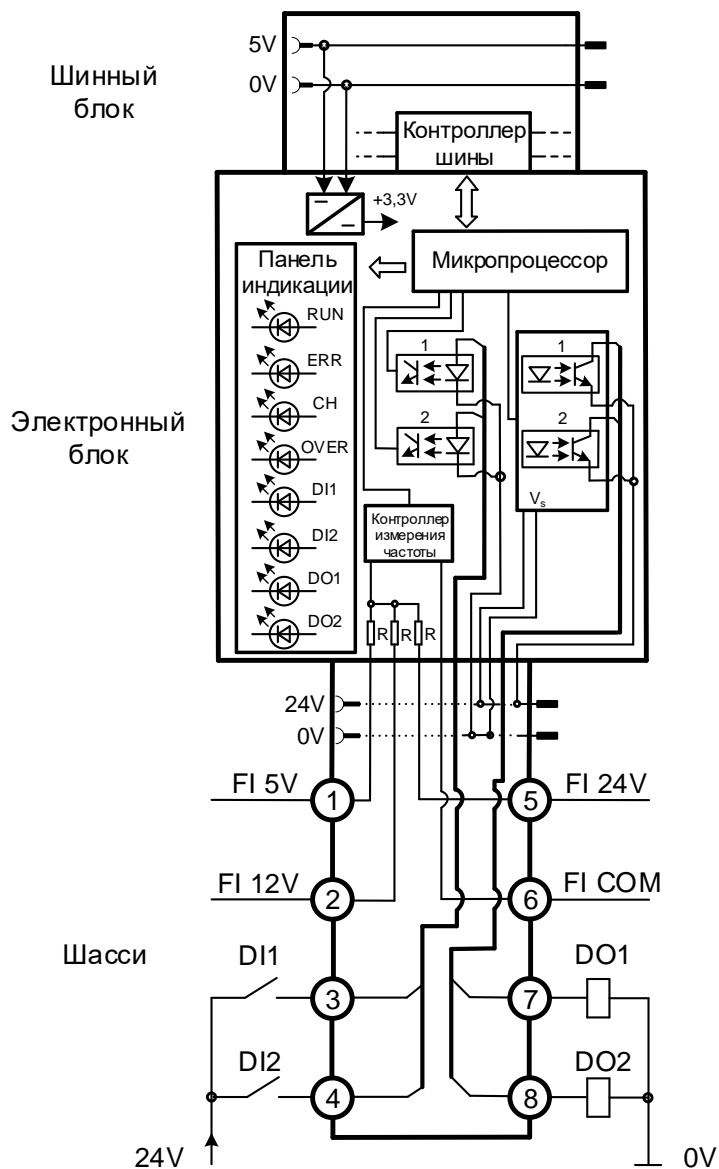 Шинный
блок
5V
0V
Контроллер
шины
+3,3V
Микропроцессор
Панель
индикации
RUN
ERR
CH
OVER
DI1
DI2
DO1
DO2
1
2
1
2
Vs
Контроллер
измерения
частоты
R
R
R
Электронный
блок
24V
0V
FI 5V
1
5
FI 24V
FI 12V
2
6
FI COM
Шасси
DI1
3
7
DO1
DI2
4
8
DO2
24V
0V